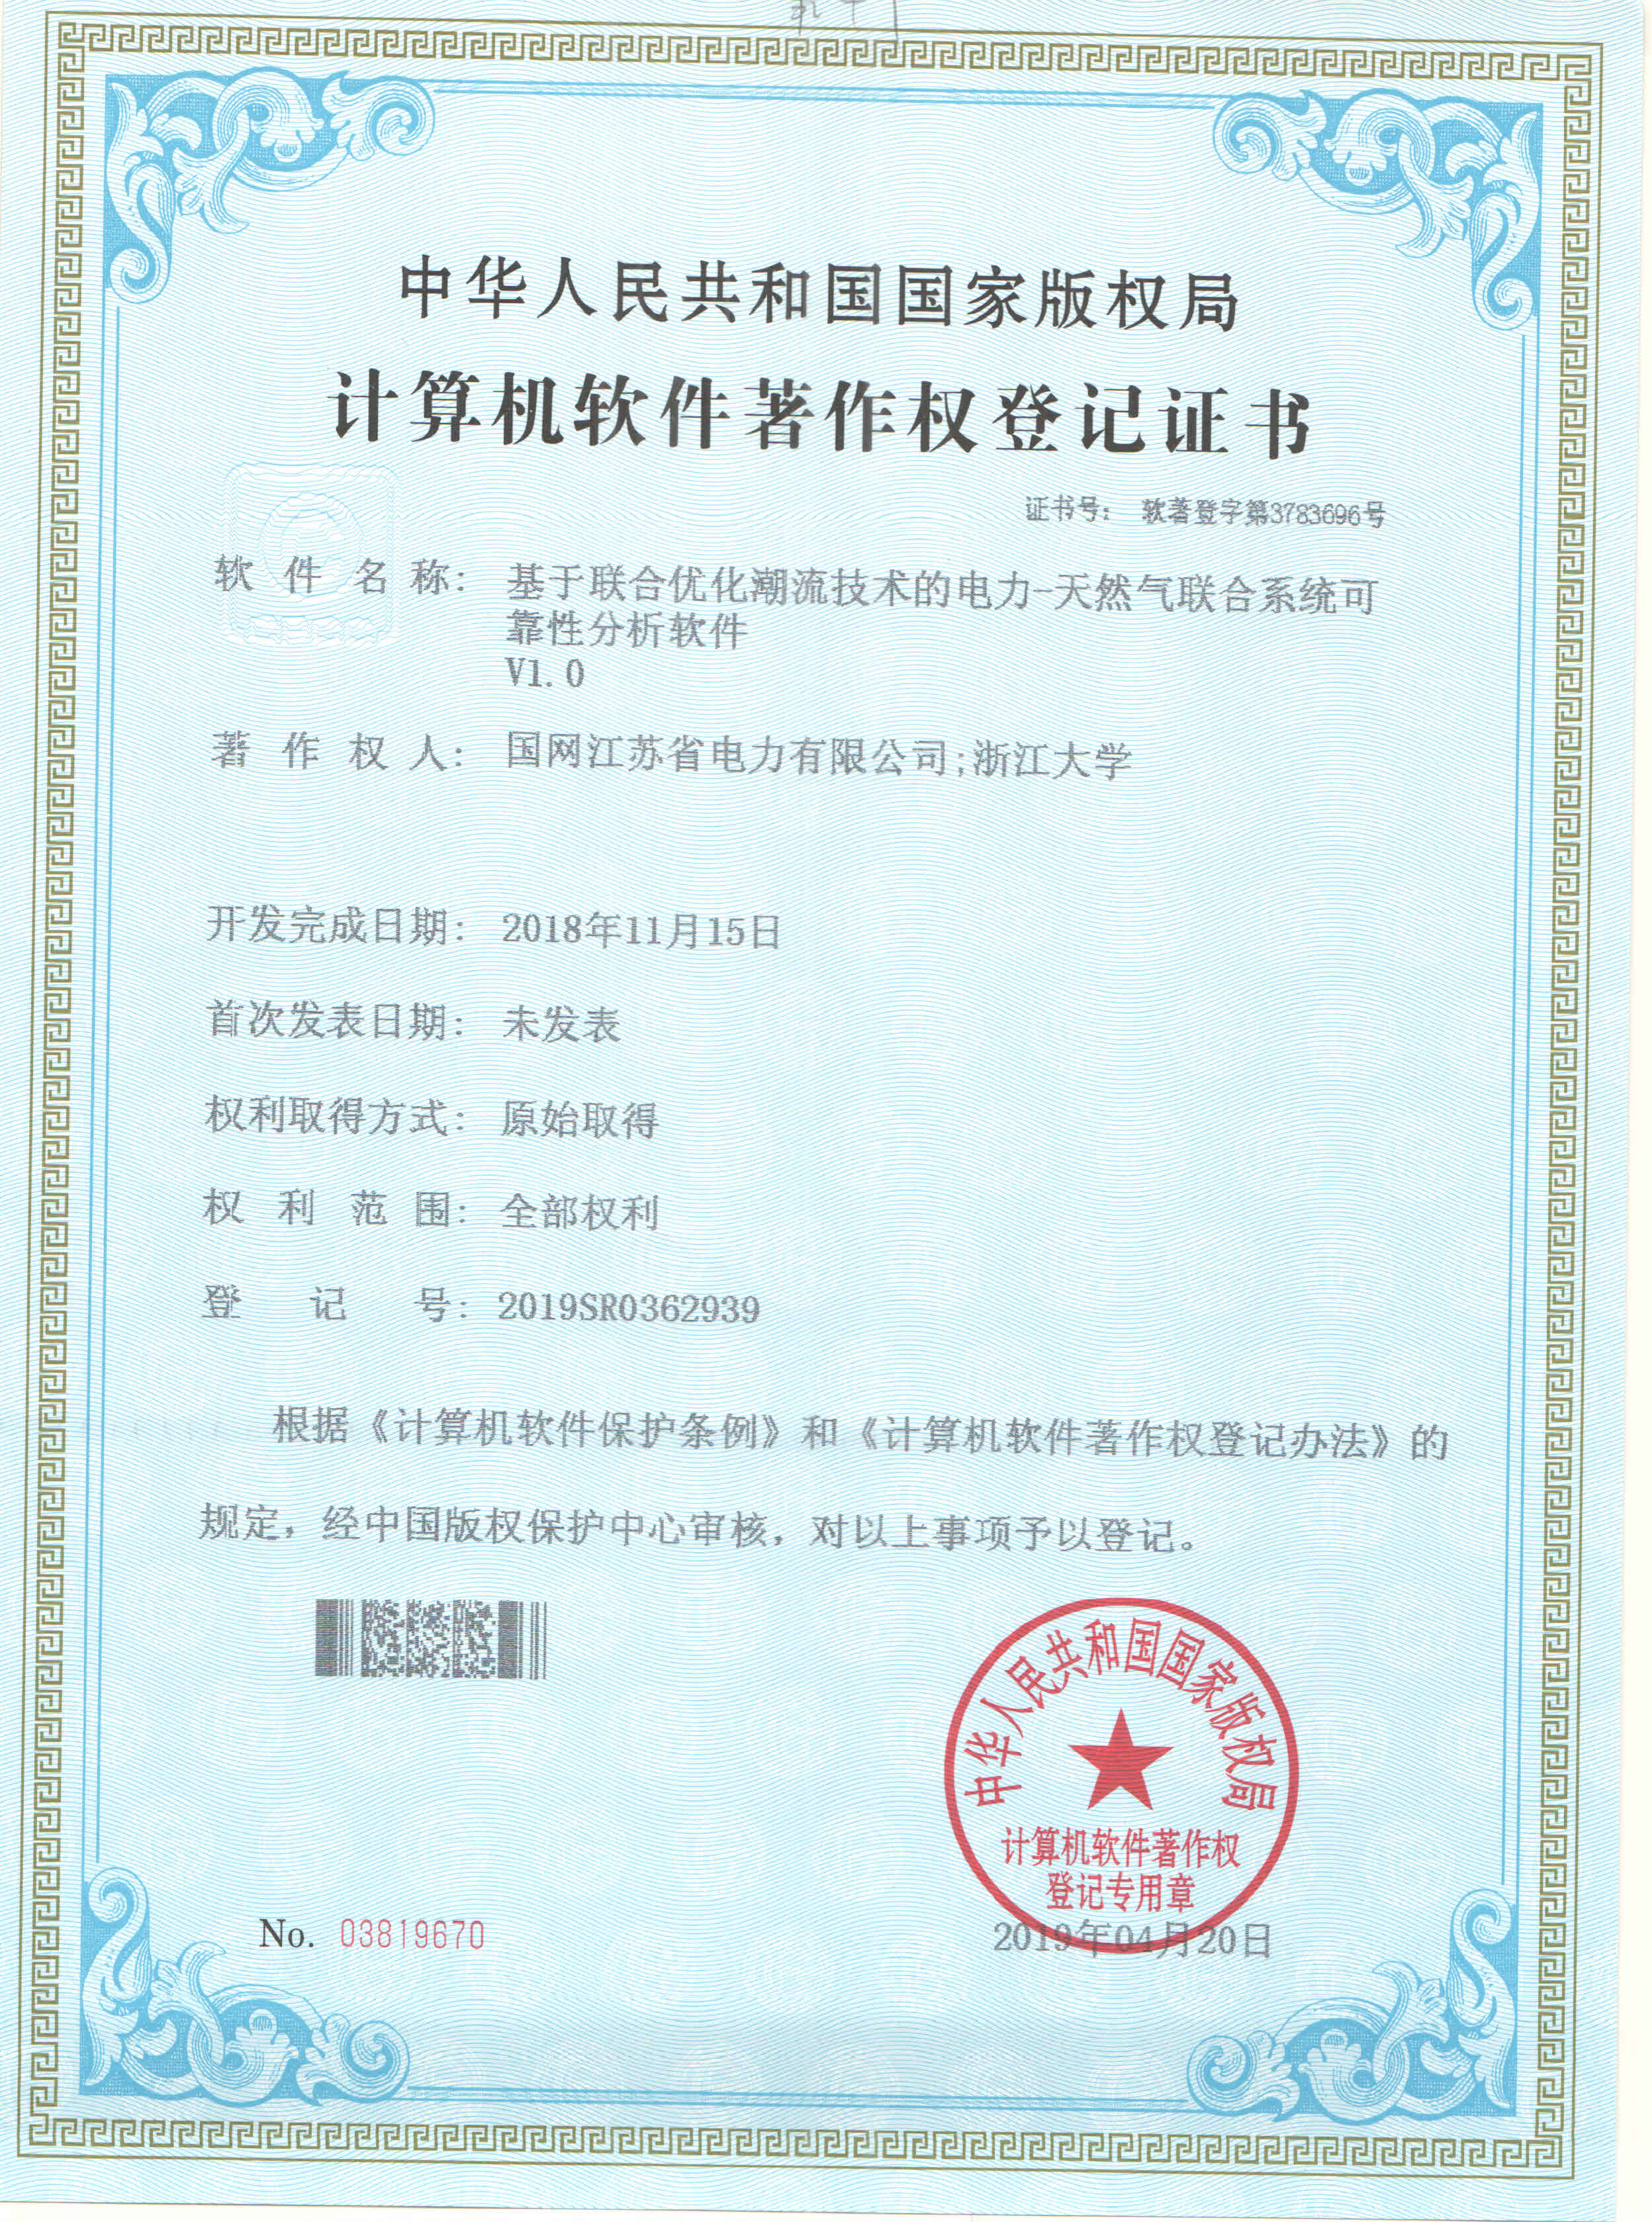 中华人民共和国国家版权局
计算机软件著作权登记证书
证书号： 软著登字第3783696号
软件名称： 基于联合优化潮流技术的电力-天然气联合系统可
靠性分析软件
V1.0
著作权人： 国网江苏省电力有限公司;浙江大学
开发完成日期： 2018年11月15日
首次发表日期： 未发表
权利取得方式： 原始取得
权利范围： 全部权利
登记号： 2019SR0362939
根据《计算机软件保护条例》和《计算机软件著作权登记办法》的
规定，经中国版权保护中心审核，对以上事项予以登记。
中华人民共和国国家版权局
计算机软件著作权
登记专用章
No. 03819670
2019年04月20日